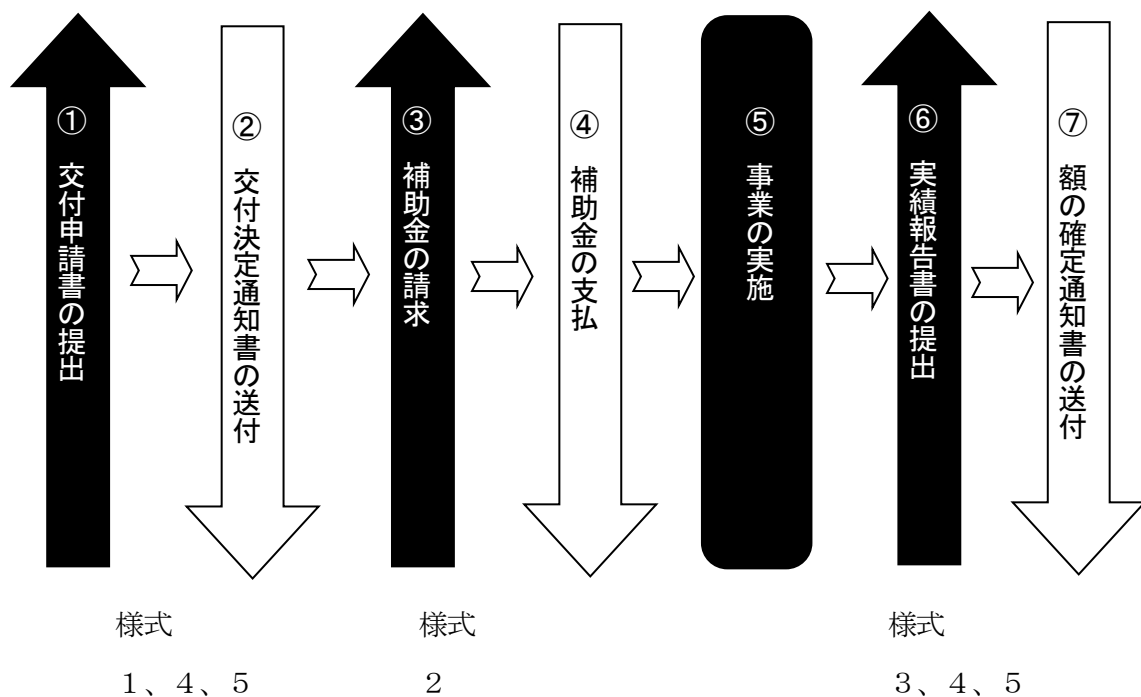 ① 交付申請書の提出
② 交付決定通知書の送付
③ 補助金の請求
④ 補助金の支払
⑤ 事業の実施
⑥ 実績報告書の提出
⑦ 額の確定通知書の送付
様式 様式 様式
１、４、５ ２ ３、４、５